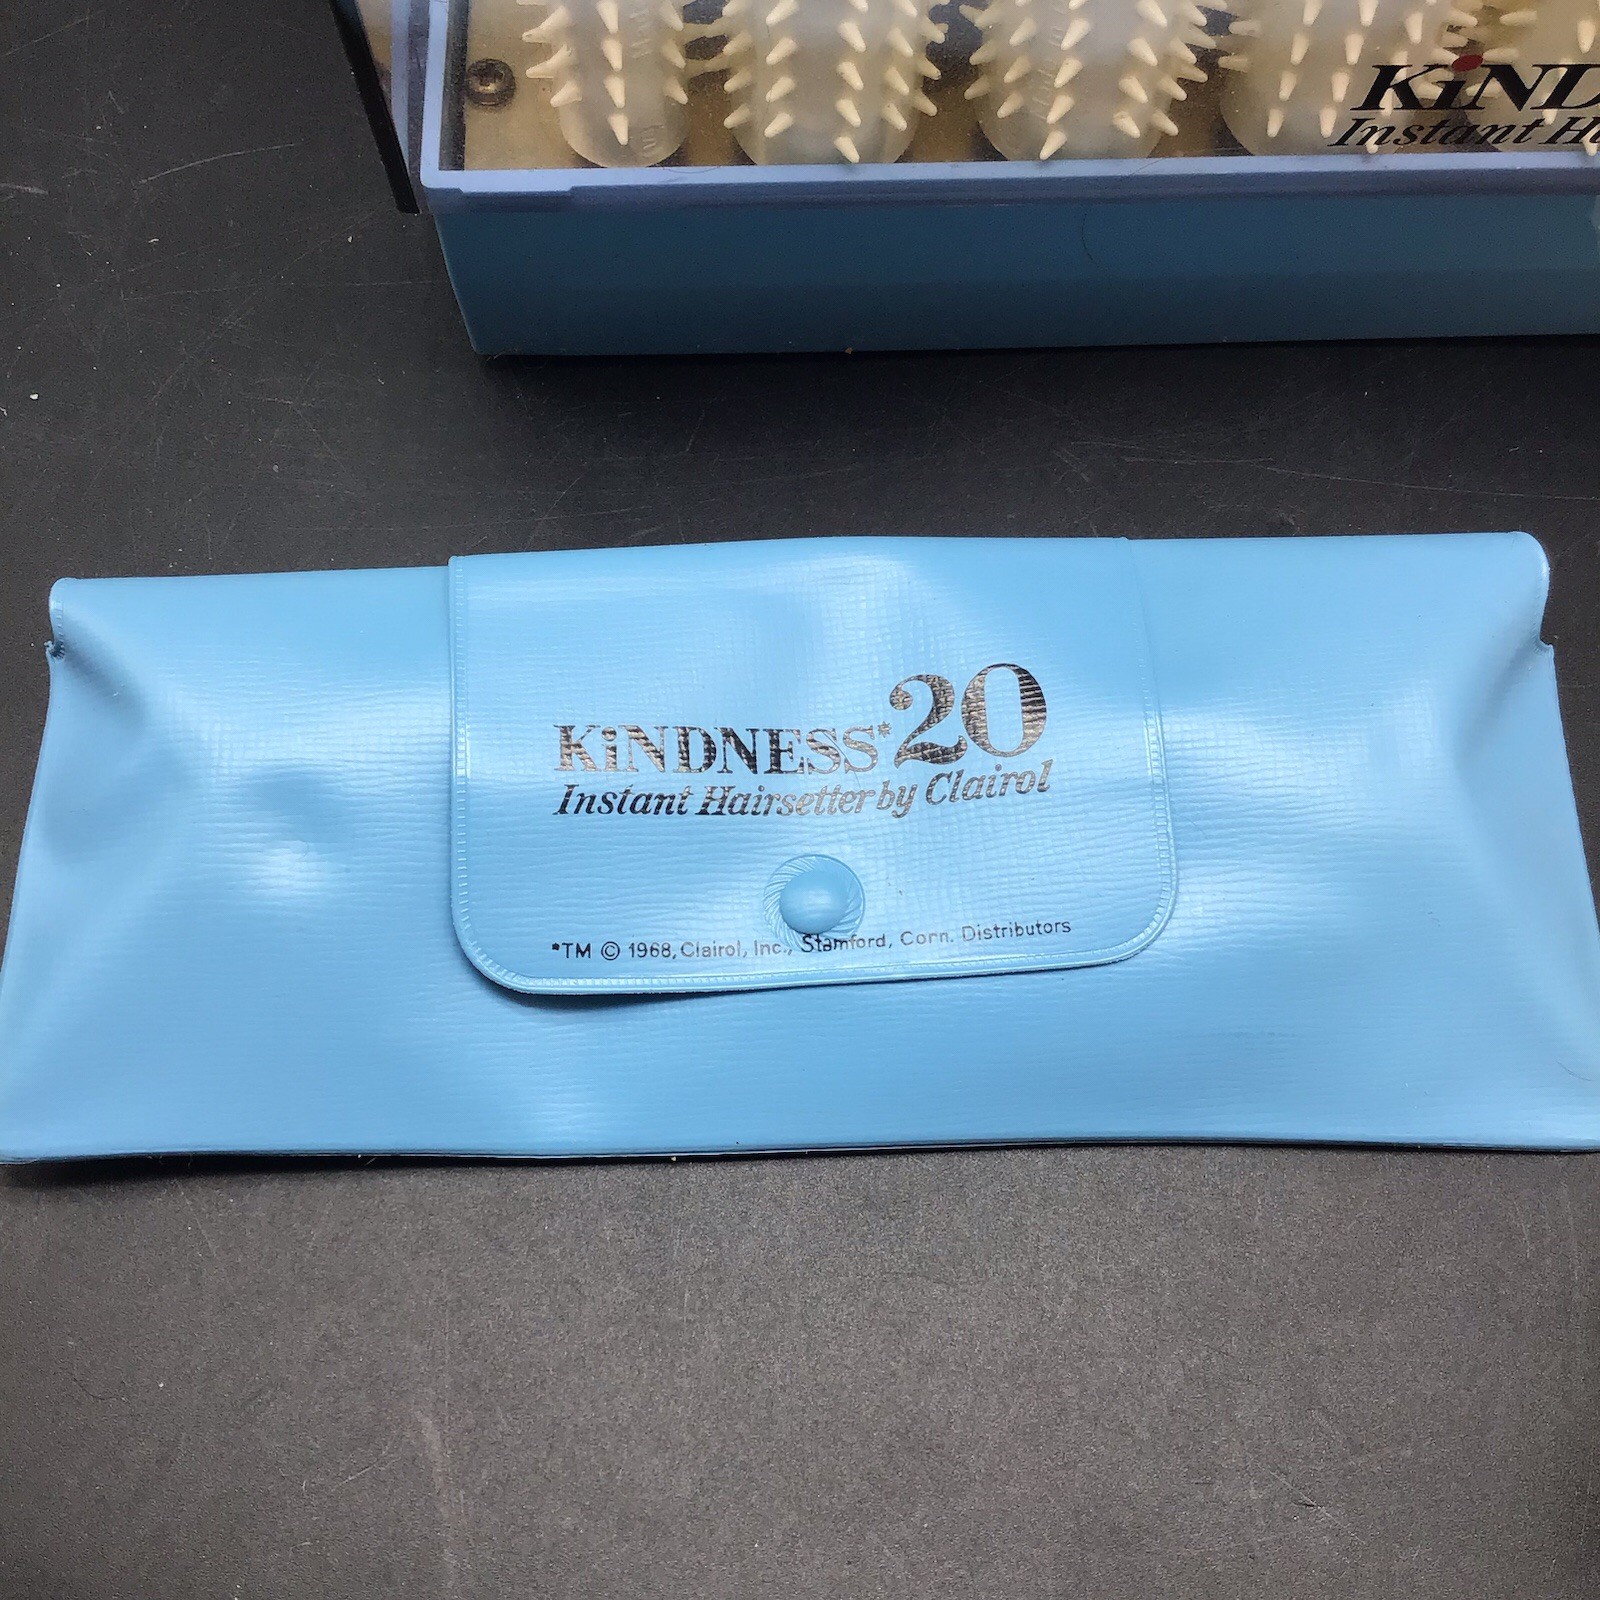 KiND
Instant H
KiNDNESS*20
Instant Hairsetter by Clairol
*TM © 1968, Clairol, Inc., Stamford, Conn. Distributors